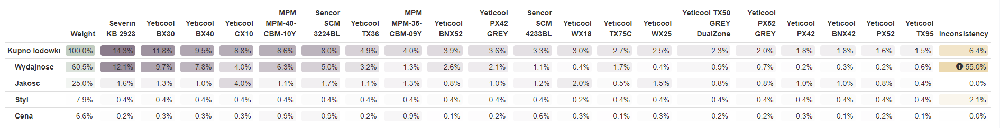 Weight Severin KB 2923 Yeticool BX30 Yeticool BX40 Yeticool CX10 MPM MPM-40-CBM-10Y Sencor SCM 3224BL Yeticool TX36 MPM MPM-35-CBM-09Y Yeticool BNX52 Yeticool PX42 GREY Sencor SCM 4233BL Yeticool WX18 Yeticool TX75C Yeticool WX25 Yeticool TX50 GREY DualZone Yeticool PX52 GREY Yeticool PX42 Yeticool BNX42 Yeticool PX52 Yeticool TX95 Inconsistency
Kupno lodowki 100.0% 14.3% 11.8% 9.5% 8.8% 8.6% 8.0% 4.9% 4.0% 3.9% 3.6% 3.3% 3.0% 2.7% 2.5% 2.3% 2.0% 1.8% 1.8% 1.6% 1.5% 6.4%
Wydajnosc 60.5% 12.1% 9.7% 7.8% 4.0% 6.3% 5.0% 3.2% 1.3% 2.6% 2.1% 1.1% 0.4% 1.7% 0.4% 0.9% 0.7% 0.2% 0.3% 0.2% 0.6% 55.0%
Jakosc 25.0% 1.6% 1.3% 1.0% 4.0% 1.1% 1.7% 1.1% 1.3% 0.8% 1.0% 1.2% 2.0% 0.5% 1.5% 0.8% 0.8% 1.0% 1.0% 0.8% 0.4% 0.0%
Styl 7.9% 0.4% 0.4% 0.4% 0.4% 0.4% 0.4% 0.4% 0.4% 0.4% 0.4% 0.4% 0.2% 0.4% 0.4% 0.4% 0.4% 0.4% 0.4% 0.4% 0.4% 2.1%
Cena 6.6% 0.2% 0.3% 0.3% 0.3% 0.9% 0.9% 0.2% 0.9% 0.1% 0.2% 0.6% 0.3% 0.1% 0.3% 0.2% 0.2% 0.3% 0.1% 0.2% 0.1% 0.0%